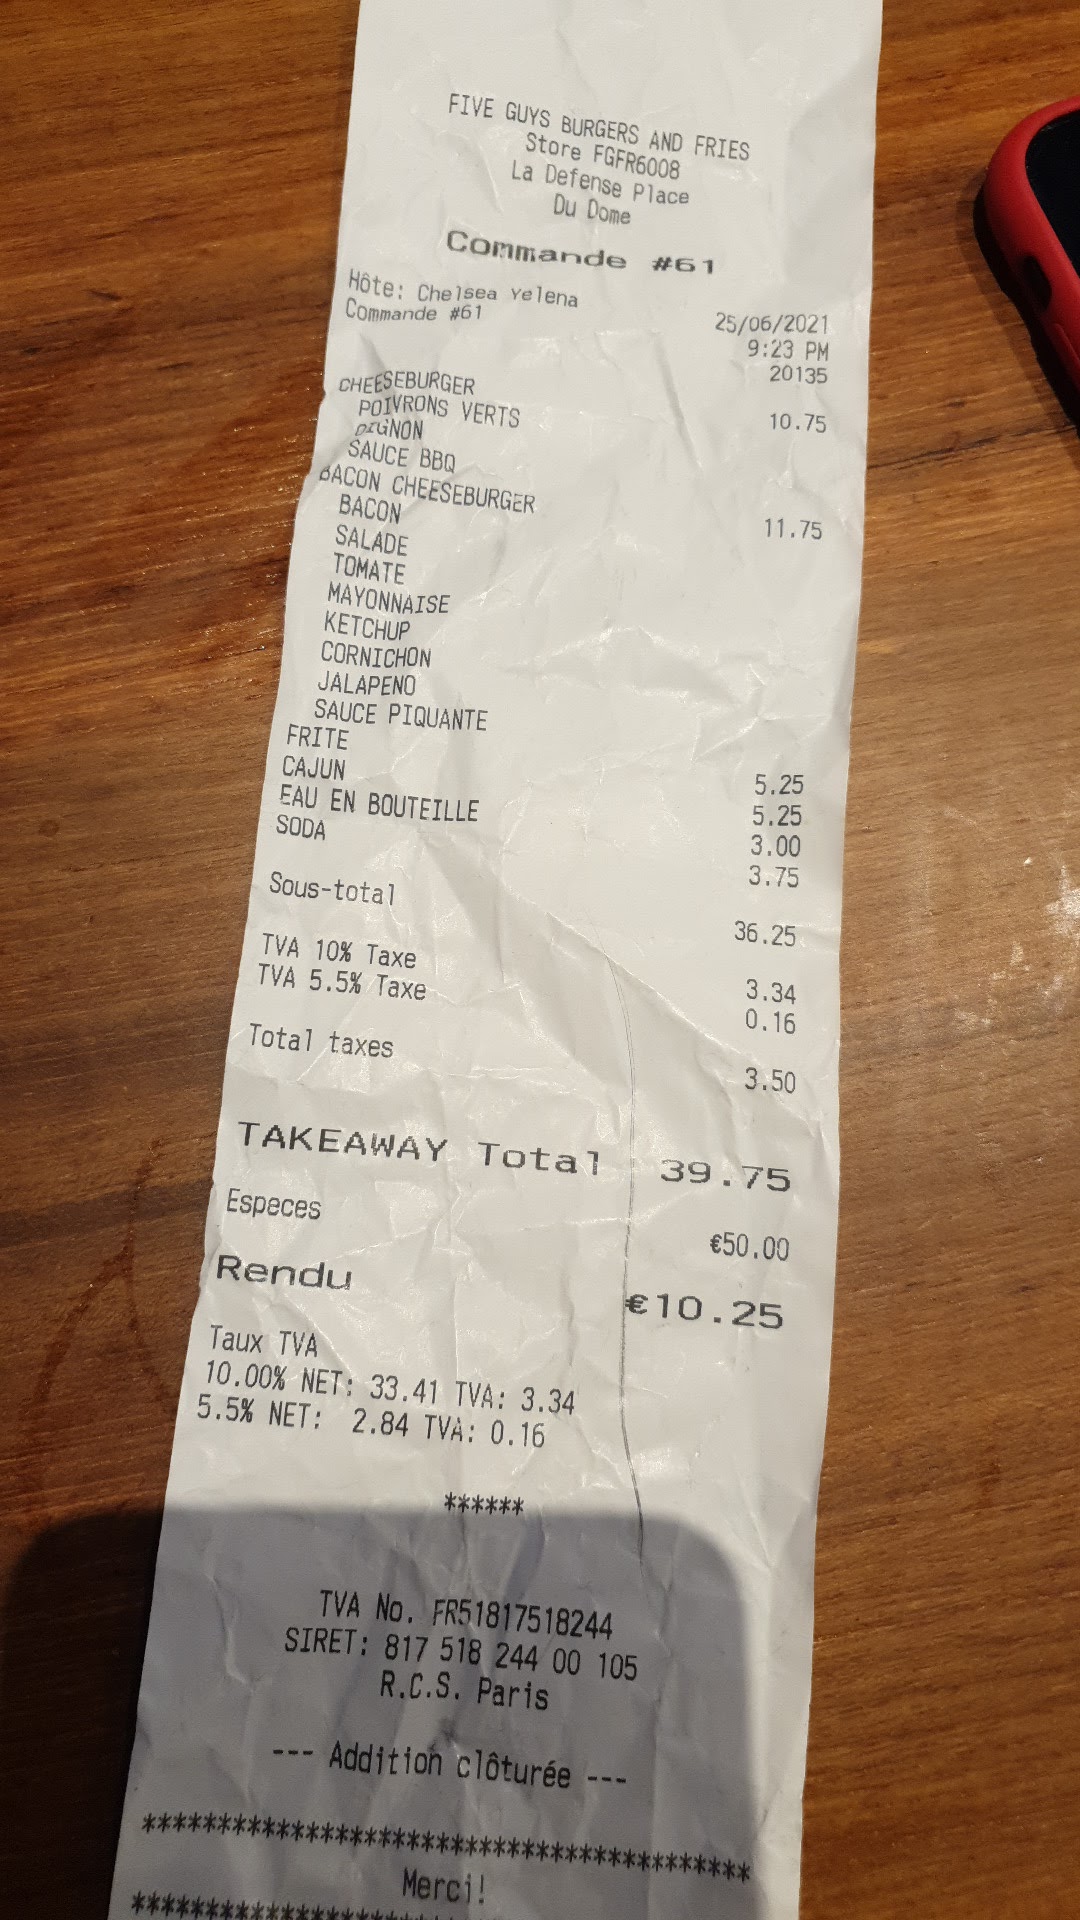 FIVE GUYS BURGERS AND FRIES
Store FGFR6008
La Defense Place
Du Dome
Commande #61
Hôte: Chelsea Yelena 25/06/2021
Commande #61 9:23 PM
20135
CHEESEBURGER 10.75
POIVRONS VERTS
OIGNON
SAUCE BBQ
BACON CHEESEBURGER 11.75
BACON
SALADE
TOMATE
MAYONNAISE
KETCHUP
CORNICHON
JALAPENO
SAUCE PIQUANTE
FRITE 5.25
CAJUN 5.25
EAU EN BOUTEILLE 3.00
SODA 3.75
Sous-total 36.25
TVA 10% Taxe 3.34
TVA 5.5% Taxe 0.16
Total taxes 3.50
TAKEAWAY Total 39.75
Especes €50.00
Rendu €10.25
Taux TVA
10.00% NET: 33.41 TVA: 3.34
5.5% NET: 2.84 TVA: 0.16
******
TVA No. FR51817518244
SIRET: 817 518 244 00 105
R.C.S. Paris
--- Addition clôturée ---
*****************************************
Merci!
*****************************************